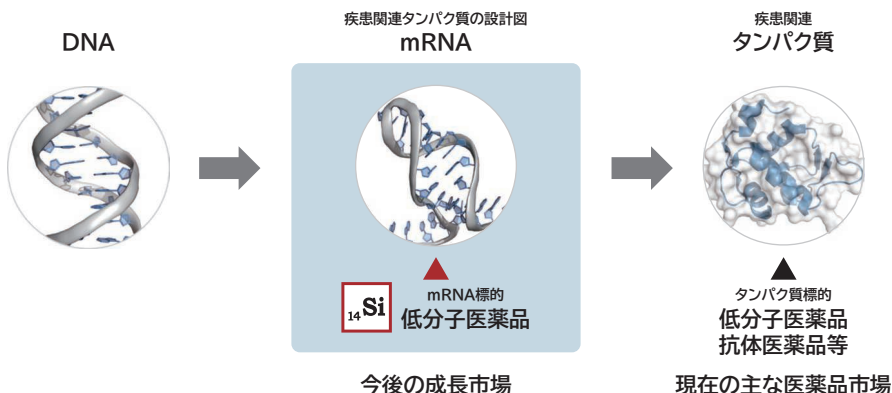 DNA
疾患関連タンパク質の設計図
mRNA
疾患関連
タンパク質
14Si
mRNA標的
低分子医薬品
タンパク質標的
低分子医薬品
抗体医薬品等
今後の成長市場
現在の主な医薬品市場